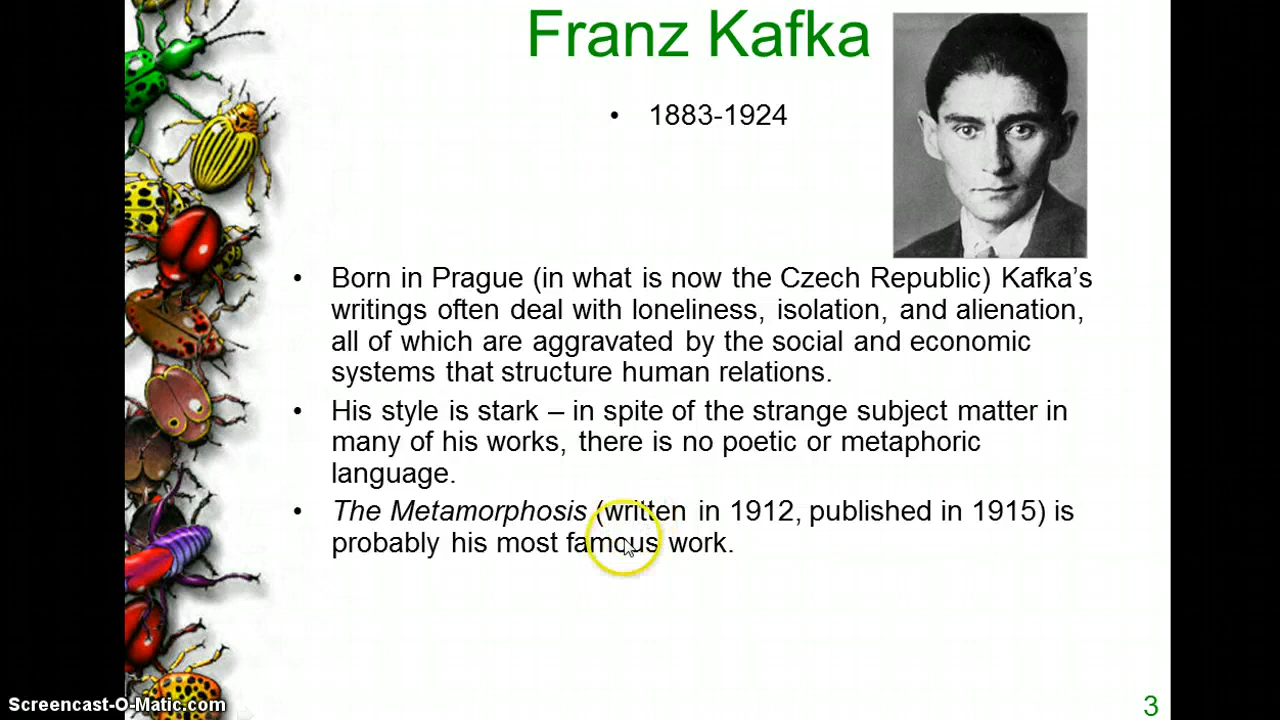 Franz Kafka
• 1883-1924
• Born in Prague (in what is now the Czech Republic) Kafka’s
writings often deal with loneliness, isolation, and alienation,
all of which are aggravated by the social and economic
systems that structure human relations.
• His style is stark – in spite of the strange subject matter in
many of his works, there is no poetic or metaphoric
language.
• The Metamorphosis (written in 1912, published in 1915) is
probably his most famous work.
Screencast-O-Matic.com
3